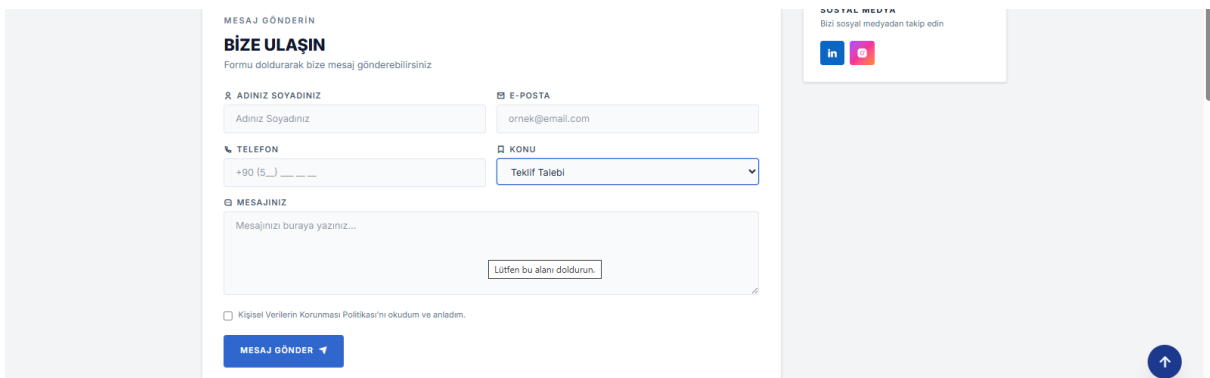 MESAJ GÖNDERİN
BİZE ULAŞIN
Formu doldurarak bize mesaj gönderebilirsiniz
ADINIZ SOYADINIZ
Adınız Soyadınız
E-POSTA
ornek@email.com
TELEFON
+90 (5__) ___ __ __
KONU
Teklif Talebi
MESAJINIZ
Mesajınızı buraya yazınız...
Lütfen bu alanı doldurun.
Kişisel Verilerin Korunması Politikası'nı okudum ve anladım.
MESAJ GÖNDER
SOSYAL MEDYA
Bizi sosyal medyadan takip edin
in